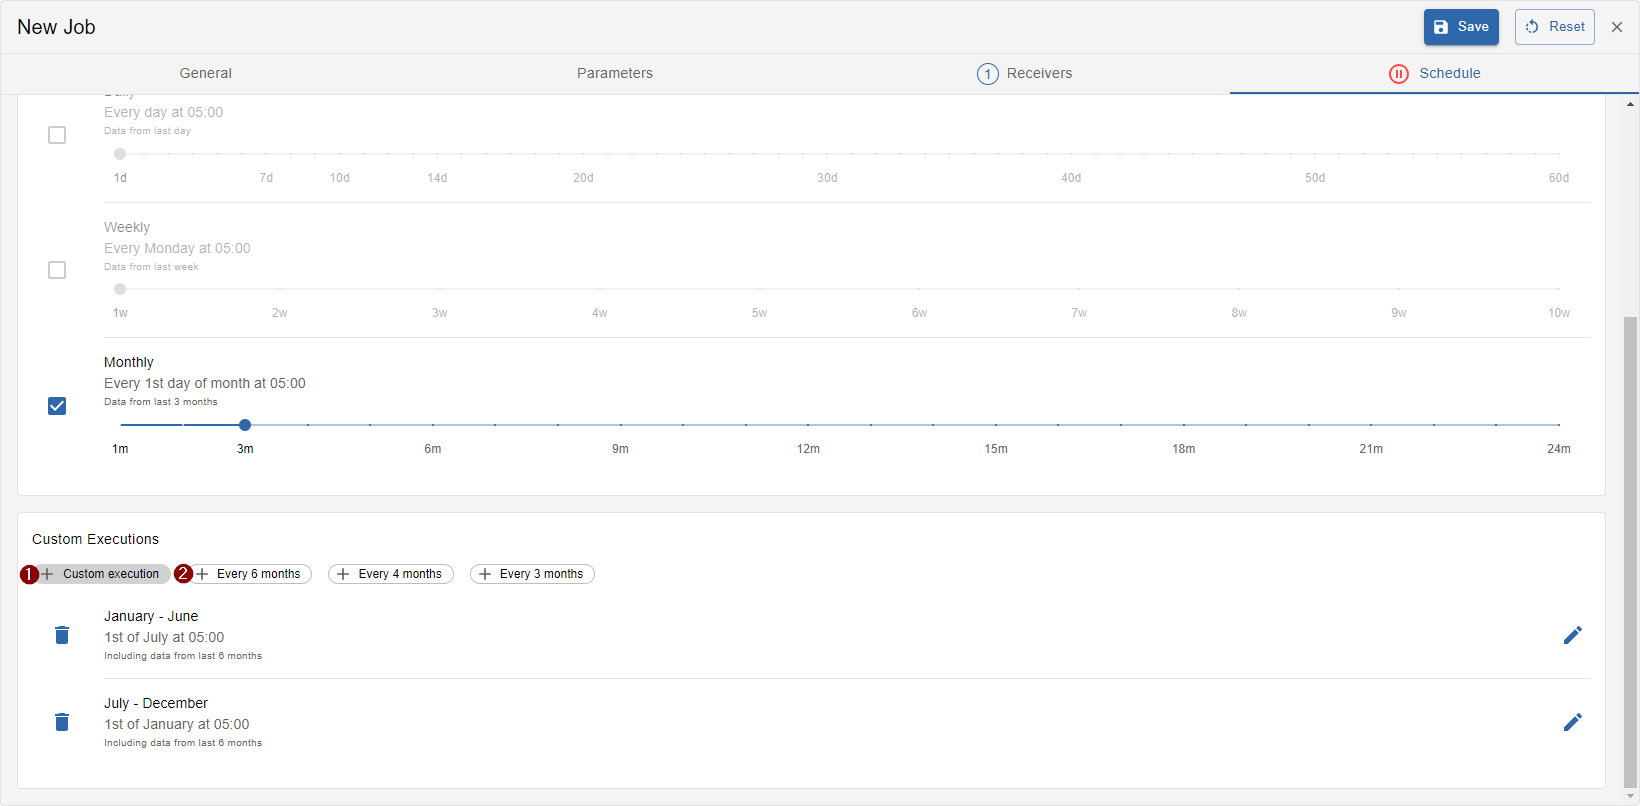 New Job
Save
Reset
General
Parameters
1 Receivers
Schedule
Every day at 05:00
Data from last day
1d 7d 10d 14d 20d 30d 40d 50d 60d
Weekly
Every Monday at 05:00
Data from last week
1w 2w 3w 4w 5w 6w 7w 8w 9w 10w
Monthly
Every 1st day of month at 05:00
Data from last 3 months
1m 3m 6m 9m 12m 15m 18m 21m 24m
Custom Executions
1 + Custom execution 2 + Every 6 months + Every 4 months + Every 3 months
January - June
1st of July at 05:00
Including data from last 6 months
July - December
1st of January at 05:00
Including data from last 6 months